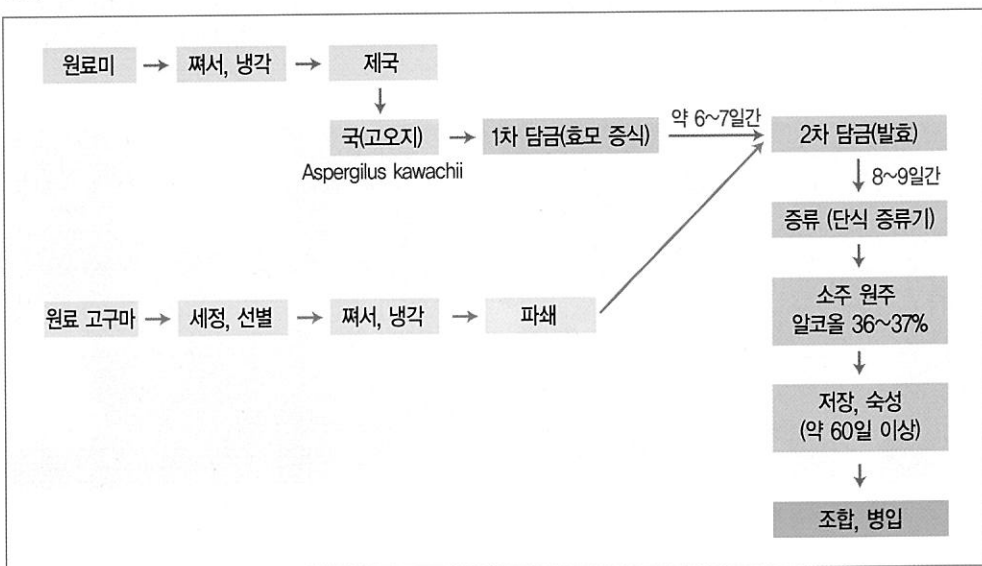 원료미 → 쪄서, 냉각 → 제국
국(고오지) → 1차 담금(효모 증식) 약 6~7일간 2차 담금(발효)
Aspergilus kawachii
8~9일간
증류 (단식 증류기)
원료 고구마 → 세정, 선별 → 쪄서, 냉각 → 파쇄
소주 원주
알코올 36~37%
저장, 숙성
(약 60일 이상)
조합, 병입